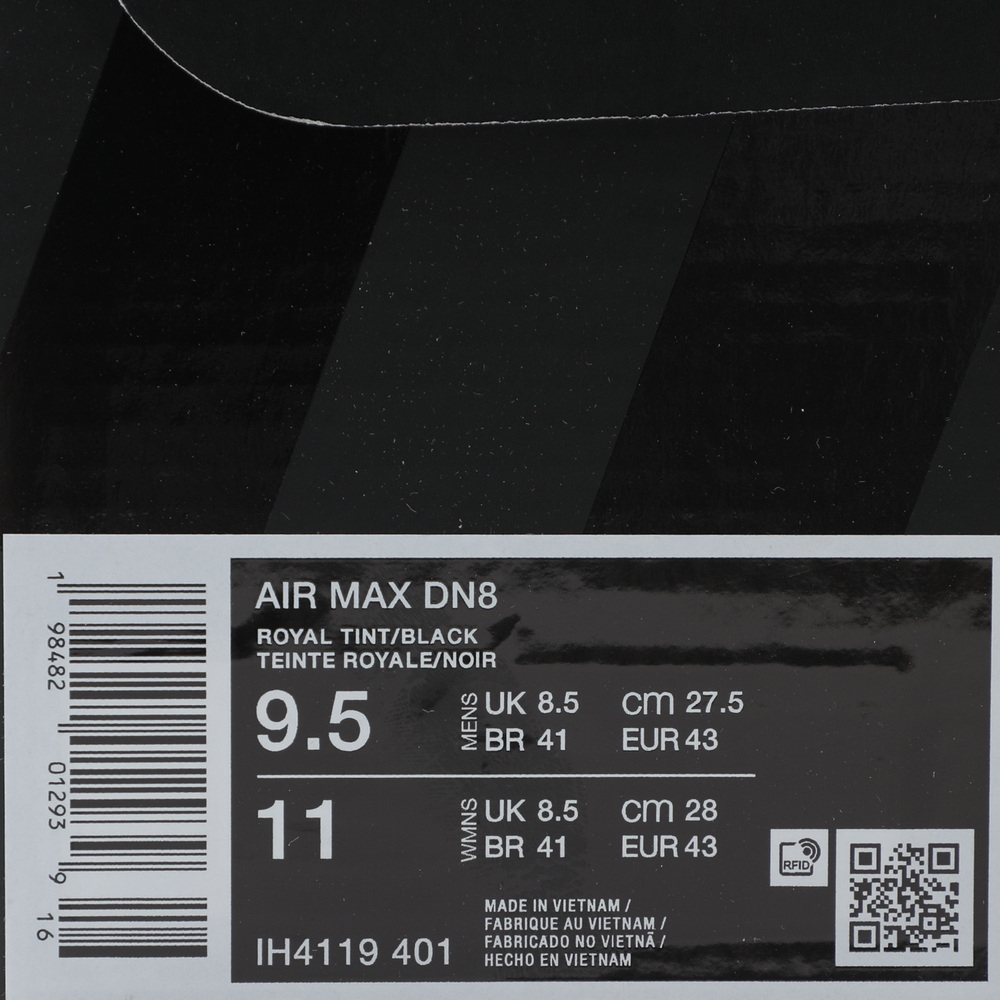 AIR MAX DN8
ROYAL TINT/BLACK
TEINTE ROYALE/NOIR
9.5
MENS
UK 8.5 cm 27.5
BR 41 EUR 43
11
WMNS
UK 8.5 cm 28
BR 41 EUR 43
RFID
MADE IN VIETNAM /
FABRIQUE AU VIETNAM /
FABRICADO NO VIETNÃ /
HECHO EN VIETNAM
IH4119 401
1 98482 01293 9 16